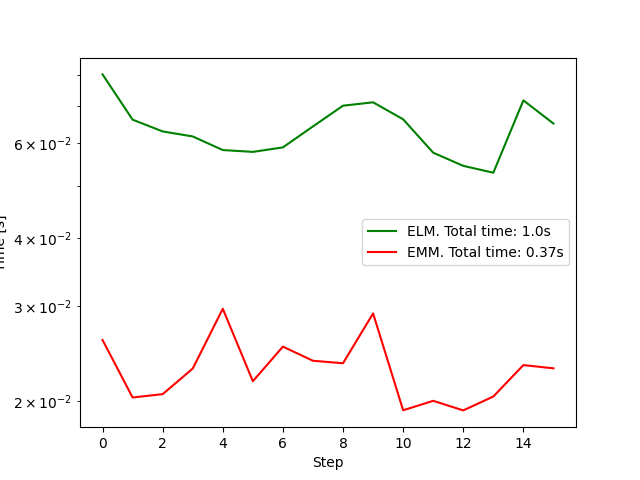 6×10⁻²
4×10⁻²
3×10⁻²
2×10⁻²
Time [s]
ELM. Total time: 1.0s
EMM. Total time: 0.37s
0 2 4 6 8 10 12 14
Step